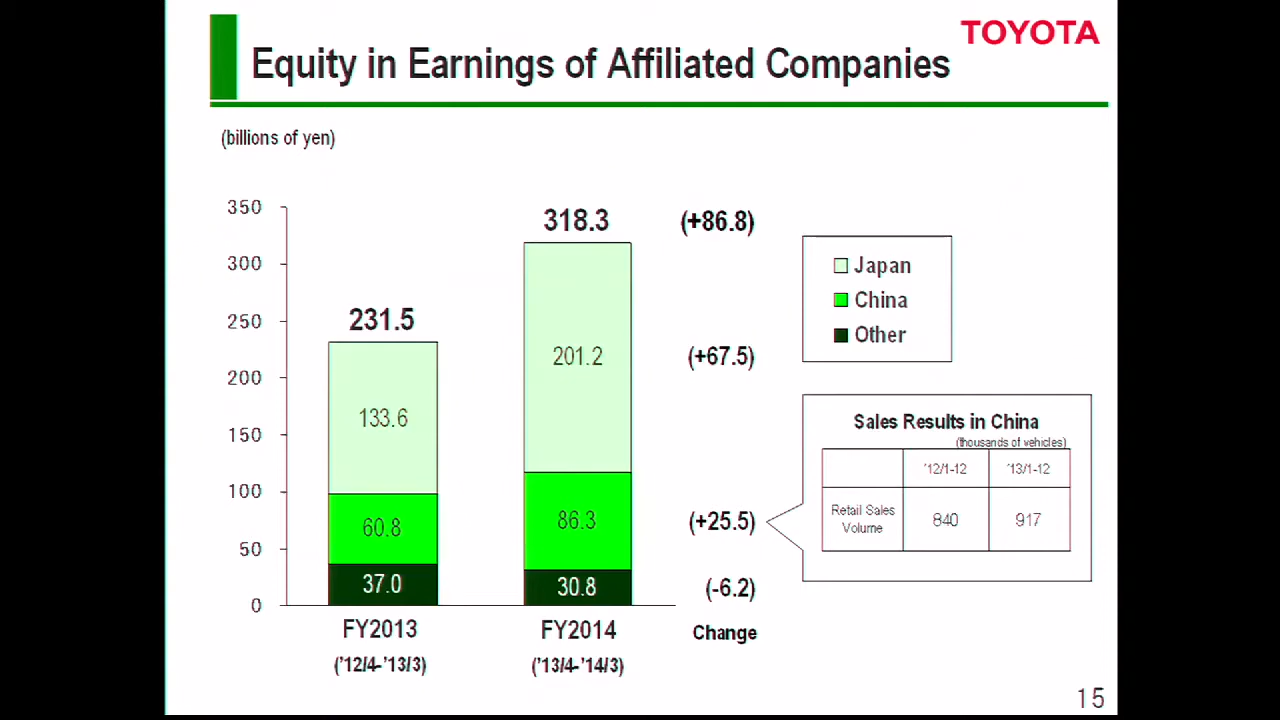 TOYOTA
Equity in Earnings of Affiliated Companies
(billions of yen)
350
300
250
200
150
100
50
0
231.5
133.6
60.8
37.0
FY2013
('12/4-'13/3)
318.3
201.2
86.3
30.8
FY2014
('13/4-'14/3)
(+86.8)
(+67.5)
(+25.5)
(-6.2)
Change
Japan
China
Other
Sales Results in China
(thousands of vehicles)
'12/1-12 '13/1-12
Retail Sales
Volume
840 917
15